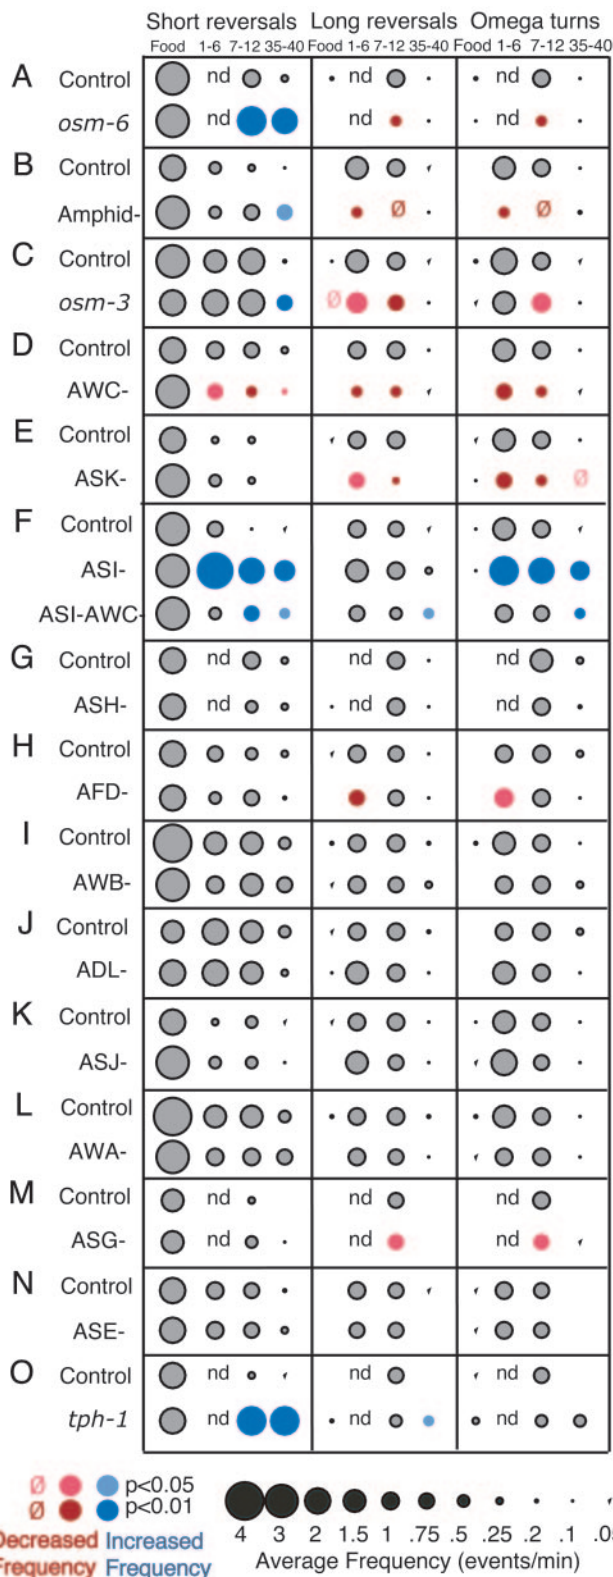 Short reversals Long reversals Omega turns
Food 1-6 7-12 35-40 Food 1-6 7-12 35-40 Food 1-6 7-12 35-40
A Control nd nd nd
osm-6 nd nd nd
B Control
Amphid- Ø Ø
C Control
osm-3 Ø
D Control
AWC-
E Control
ASK- Ø
F Control
ASI-
ASI-AWC-
G Control nd nd nd
ASH- nd nd nd
H Control
AFD-
I Control
AWB-
J Control
ADL-
K Control
ASJ-
L Control
AWA-
M Control nd nd nd
ASG- nd nd nd
N Control
ASE-
O Control nd nd nd
tph-1 nd nd nd
Ø p<0.05
Ø p<0.01
Decreased Increased 4 3 2 1.5 1 .75 .5 .25 .2 .1 .0
Frequency Frequency Average Frequency (events/min)